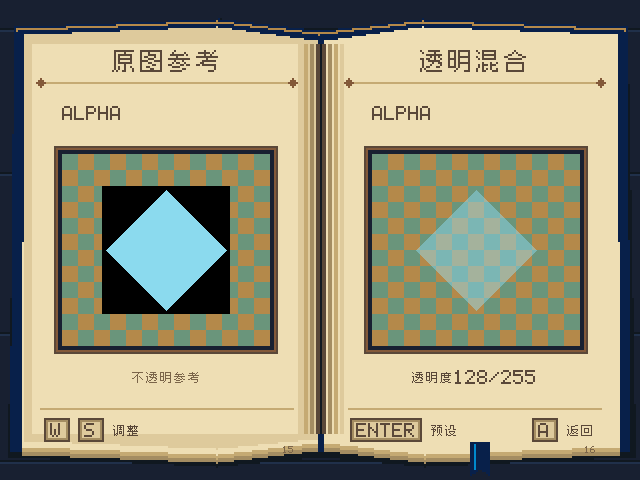 原图参考
ALPHA
不透明参考
W S 调整
15
透明混合
ALPHA
透明度128/255
ENTER 预设 A 返回
16